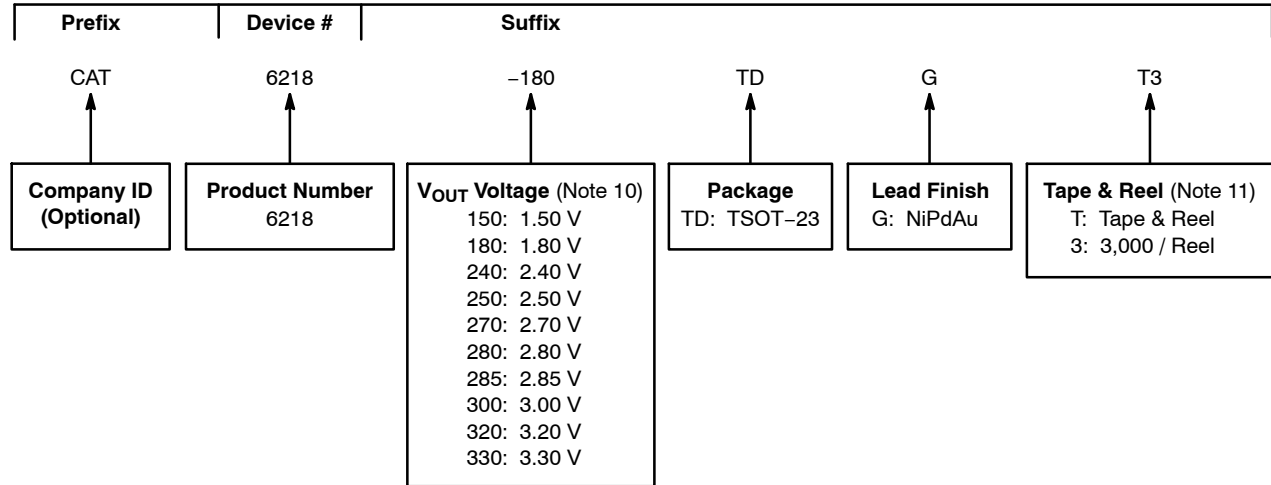 Prefix Device # Suffix
CAT 6218 −180 TD G T3
Company ID
(Optional)
Product Number
6218
VOUT Voltage (Note 10)
150: 1.50 V
180: 1.80 V
240: 2.40 V
250: 2.50 V
270: 2.70 V
280: 2.80 V
285: 2.85 V
300: 3.00 V
320: 3.20 V
330: 3.30 V
Package
TD: TSOT−23
Lead Finish
G: NiPdAu
Tape & Reel (Note 11)
T: Tape & Reel
3: 3,000 / Reel